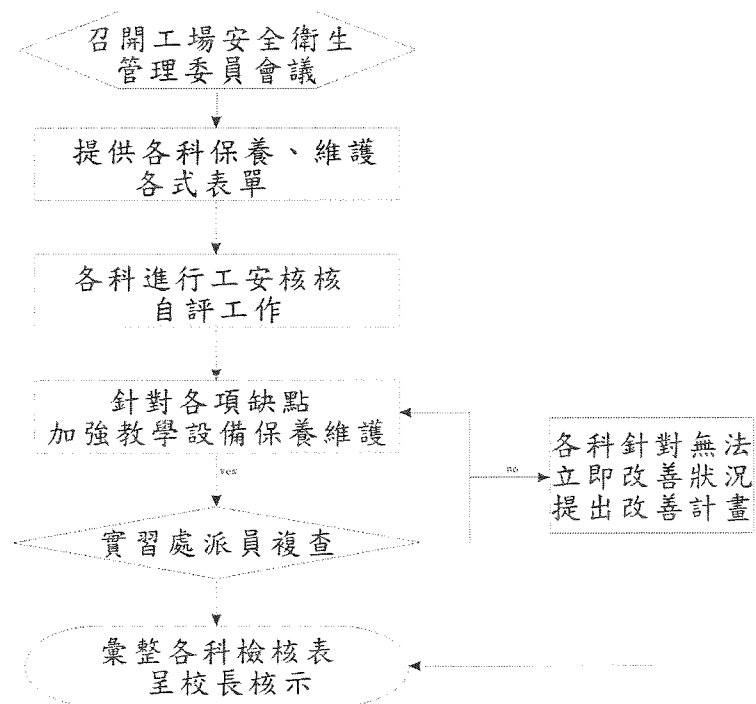 召開工場安全衛生
管理委員會議
提供各科保養、維護
各式表單
各科進行工安核核
自評工作
針對各項缺點
加強教學設備保養維護
yes
no
各科針對無法
立即改善狀況
提出改善計畫
實習處派員複查
彙整各科檢核表
呈校長核示